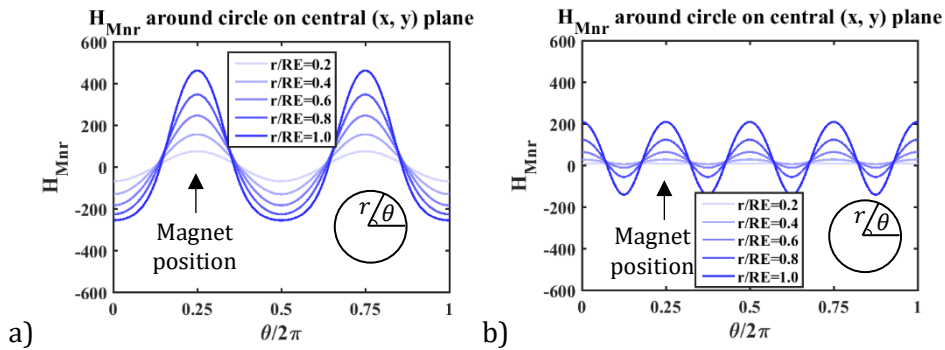 H_Mnr around circle on central (x, y) plane
600
400
200
0
-200
-400
-600
H_Mnr
r/RE=0.2
r/RE=0.4
r/RE=0.6
r/RE=0.8
r/RE=1.0
Magnet
position
r
θ
0
0.25
0.5
0.75
1
θ/2π
a)
H_Mnr around circle on central (x, y) plane
600
400
200
0
-200
-400
-600
H_Mnr
Magnet
position
r/RE=0.2
r/RE=0.4
r/RE=0.6
r/RE=0.8
r/RE=1.0
r
θ
0
0.25
0.5
0.75
1
θ/2π
b)